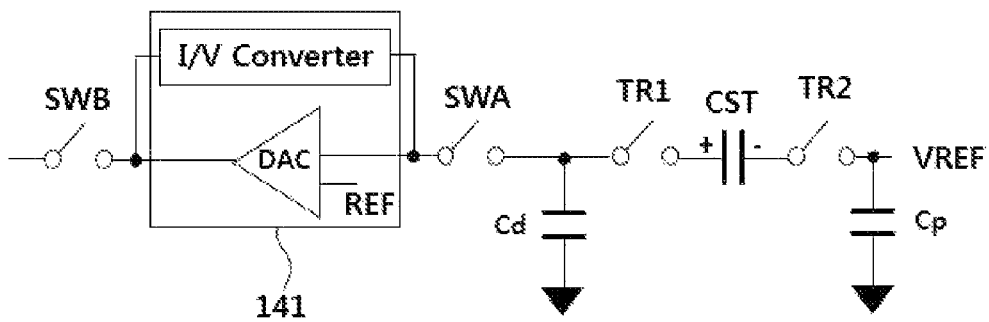 I/V Converter
SWB
DAC
REF
SWA
TR1
CST
TR2
+
-
VREF
Cd
Cp
141